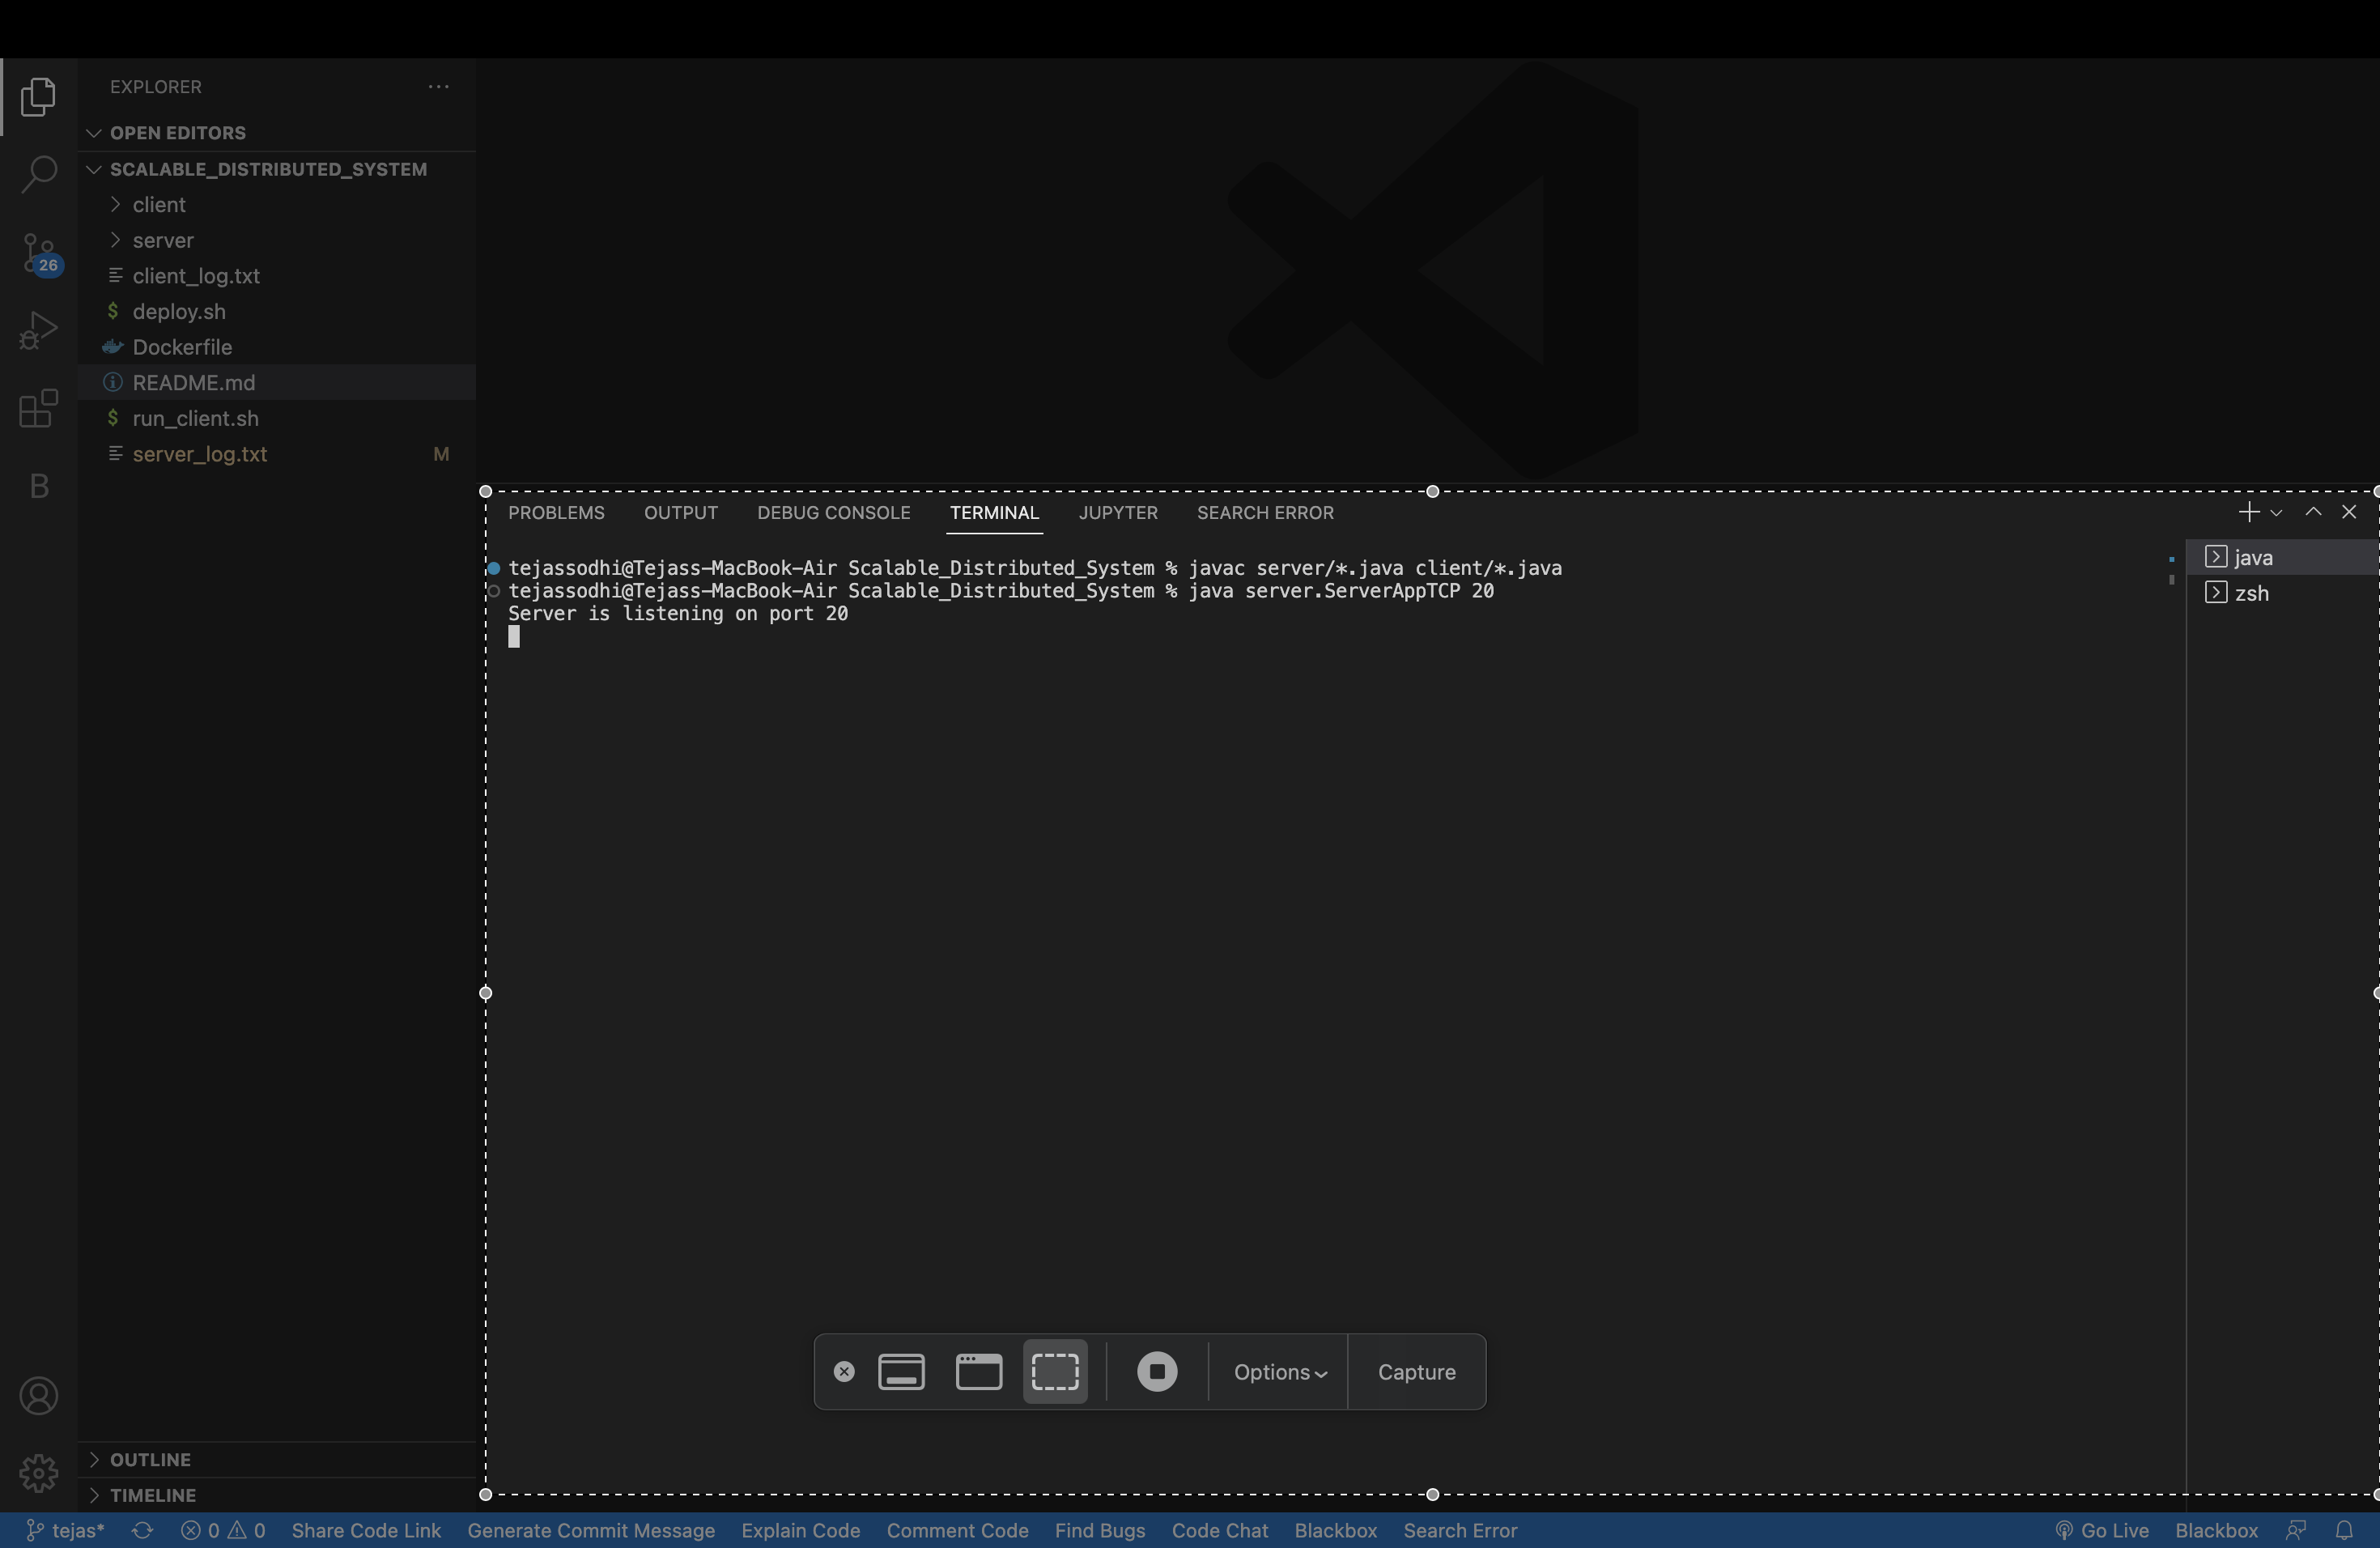 EXPLORER
OPEN EDITORS
SCALABLE_DISTRIBUTED_SYSTEM
client
server
client_log.txt
$ deploy.sh
Dockerfile
README.md
$ run_client.sh
server_log.txt M
26
B
OUTLINE
TIMELINE
PROBLEMS OUTPUT DEBUG CONSOLE TERMINAL JUPYTER SEARCH ERROR
tejassodhi@Tejass-MacBook-Air Scalable_Distributed_System % javac server/*.java client/*.java
tejassodhi@Tejass-MacBook-Air Scalable_Distributed_System % java server.ServerAppTCP 20
Server is listening on port 20
java
zsh
Options Capture
tejas* 0 0 Share Code Link Generate Commit Message Explain Code Comment Code Find Bugs Code Chat Blackbox Search Error Go Live Blackbox